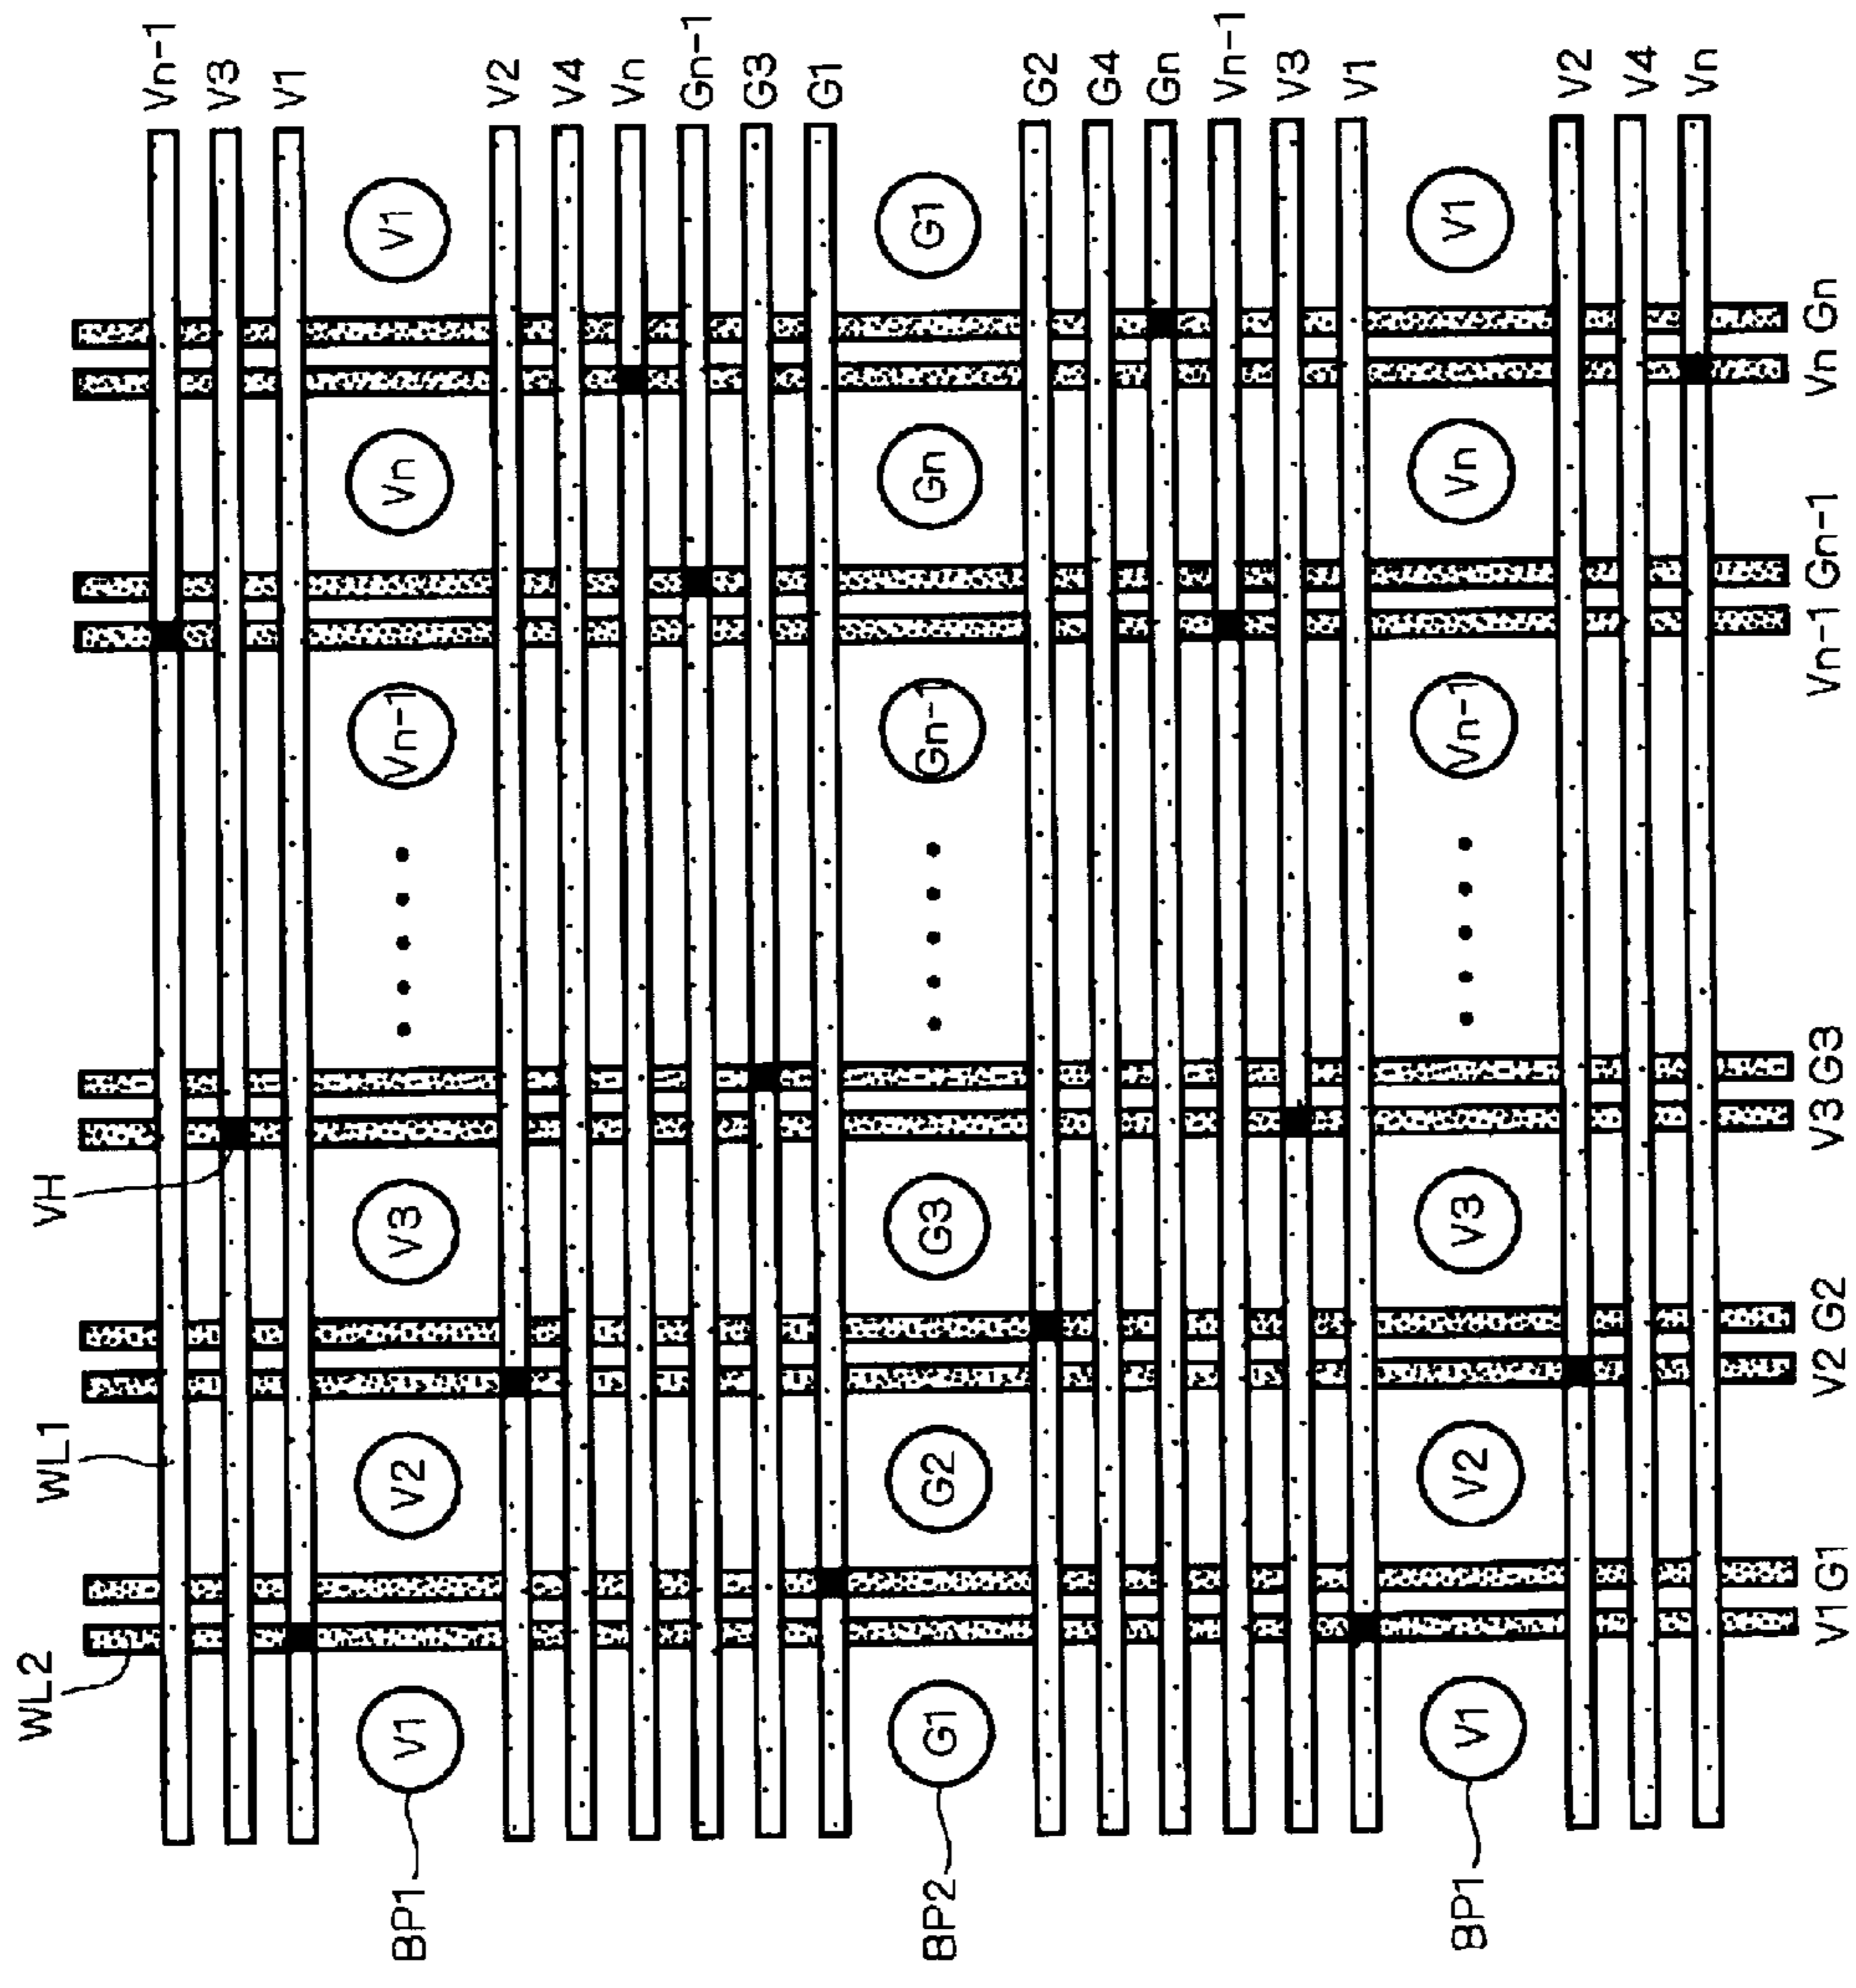 WL2 WL1 VH
Vn-1
V3
V1
BP1 V1 V2 V3 Vn-1 Vn V1
V2
V4
Vn
Gn-1
G3
G1
BP2 G1 G2 G3 Gn-1 Gn G1
G2
G4
Gn
Vn-1
V3
V1
BP1 V1 V2 V3 Vn-1 Vn V1
V2
V4
Vn
V1 G1 V2 G2 V3 G3 Vn-1 Gn-1 Vn Gn